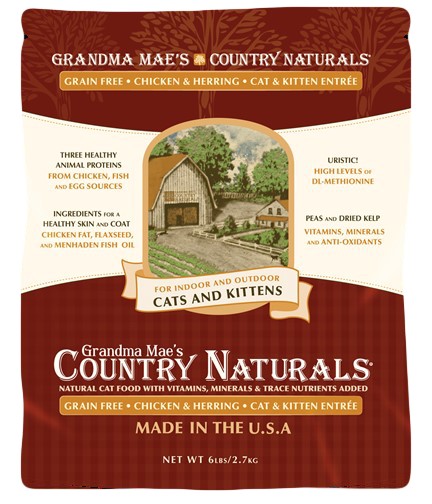 GRANDMA MAE'S COUNTRY NATURALS®
GRAIN FREE • CHICKEN & HERRING • CAT & KITTEN ENTRÉE
THREE HEALTHY
ANIMAL PROTEINS
FROM CHICKEN, FISH
AND EGG SOURCES
INGREDIENTS FOR A
HEALTHY SKIN AND COAT
CHICKEN FAT, FLAXSEED,
AND MENHADEN FISH OIL
URISTIC!
HIGH LEVELS OF
DL-METHIONINE
PEAS AND DRIED KELP
VITAMINS, MINERALS
AND ANTI-OXIDANTS
FOR INDOOR AND OUTDOOR
CATS AND KITTENS
Grandma Mae's
COUNTRY NATURALS®
NATURAL CAT FOOD WITH VITAMINS, MINERALS & TRACE NUTRIENTS ADDED
GRAIN FREE • CHICKEN & HERRING • CAT & KITTEN ENTRÉE
MADE IN THE U.S.A
NET WT 6LBS/2.7KG